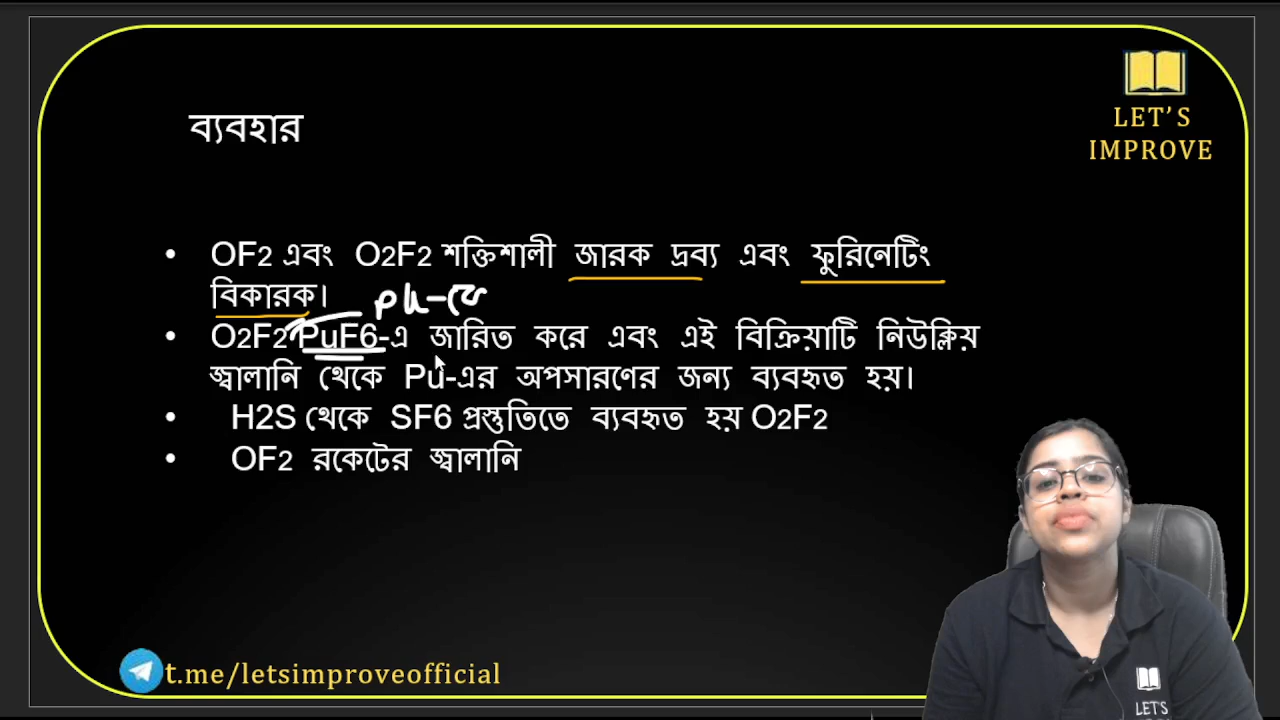 LET'S
IMPROVE
ব্যবহার
• OF2 এবং O2F2 শক্তিশালী জারক দ্রব্য এবং ফুরিনেটিং
বিকারক। Pu-কে
• O2F2 PuF6-এ জারিত করে এবং এই বিক্রিয়াটি নিউক্লিয়
জ্বালানি থেকে Pu-এর অপসারণের জন্য ব্যবহৃত হয়।
• H2S থেকে SF6 প্রস্তুতিতে ব্যবহৃত হয় O2F2
• OF2 রকেটের জ্বালানি
t.me/letsimproveofficial
LET'S